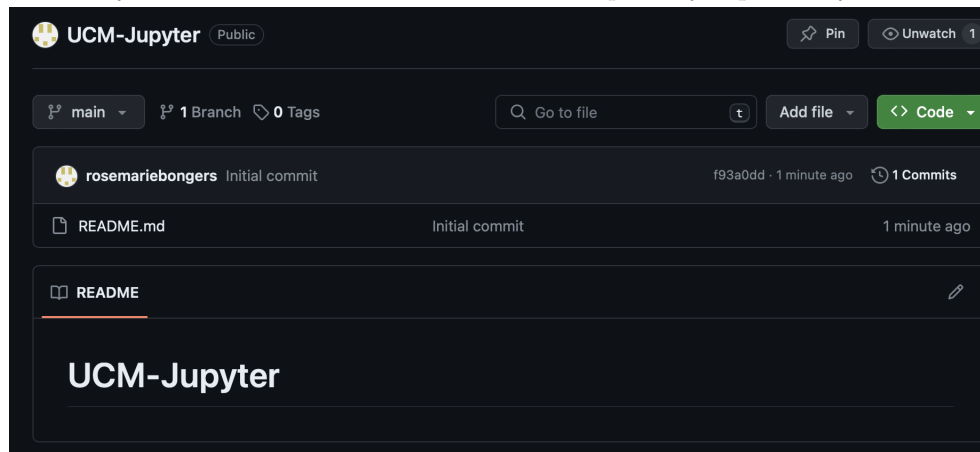 UCM-Jupyter Public Pin Unwatch 1
main 1 Branch 0 Tags Go to file t Add file <> Code
rosemariebongers Initial commit f93a0dd · 1 minute ago 1 Commits
README.md Initial commit 1 minute ago
README
UCM-Jupyter